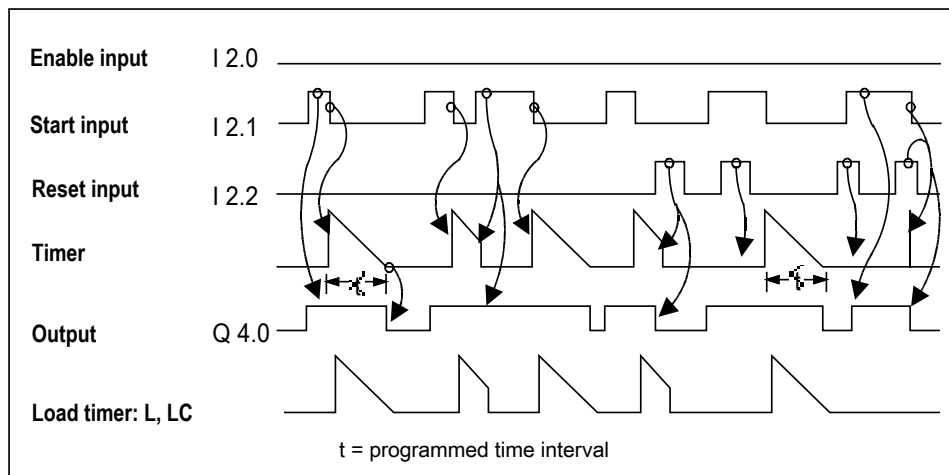 Enable input I 2.0
Start input I 2.1
Reset input I 2.2
Timer
t t
Output Q 4.0
Load timer: L, LC
t = programmed time interval